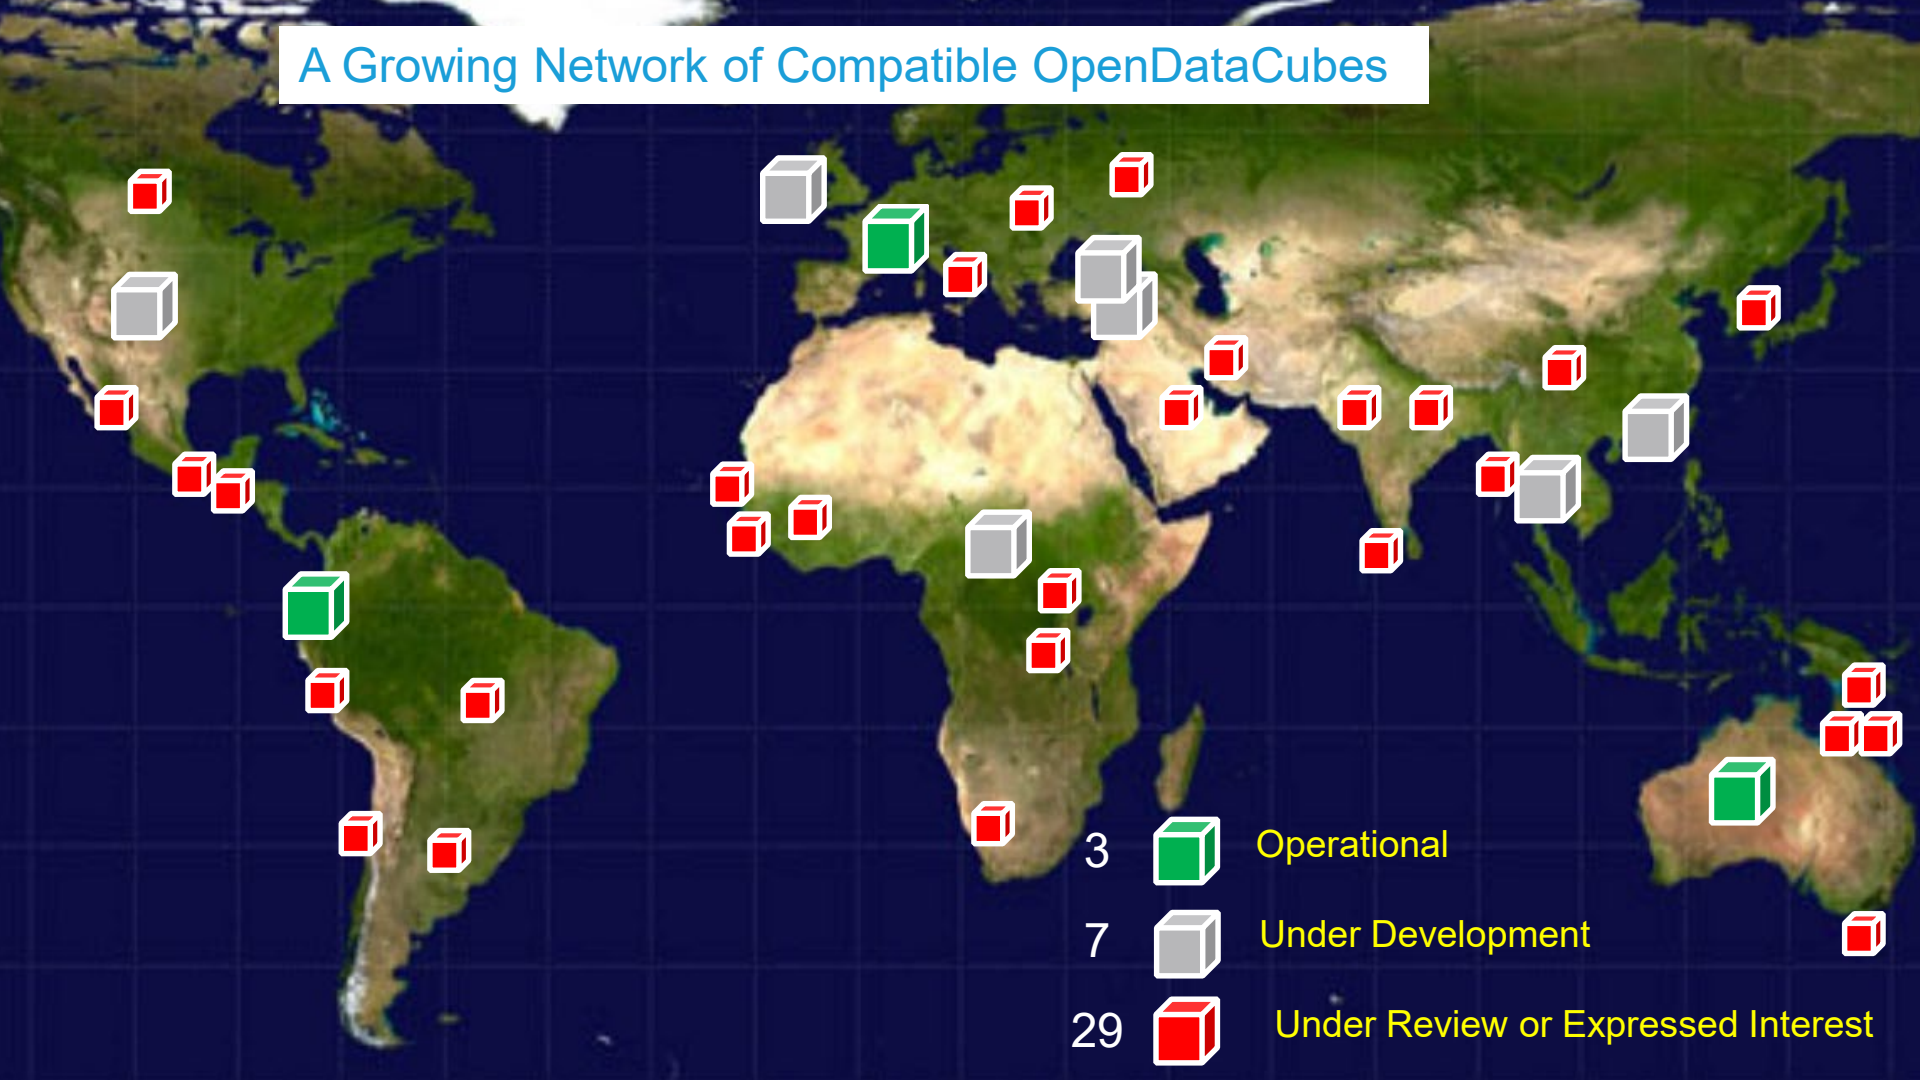 A Growing Network of Compatible OpenDataCubes
3 Operational
7 Under Development
29 Under Review or Expressed Interest